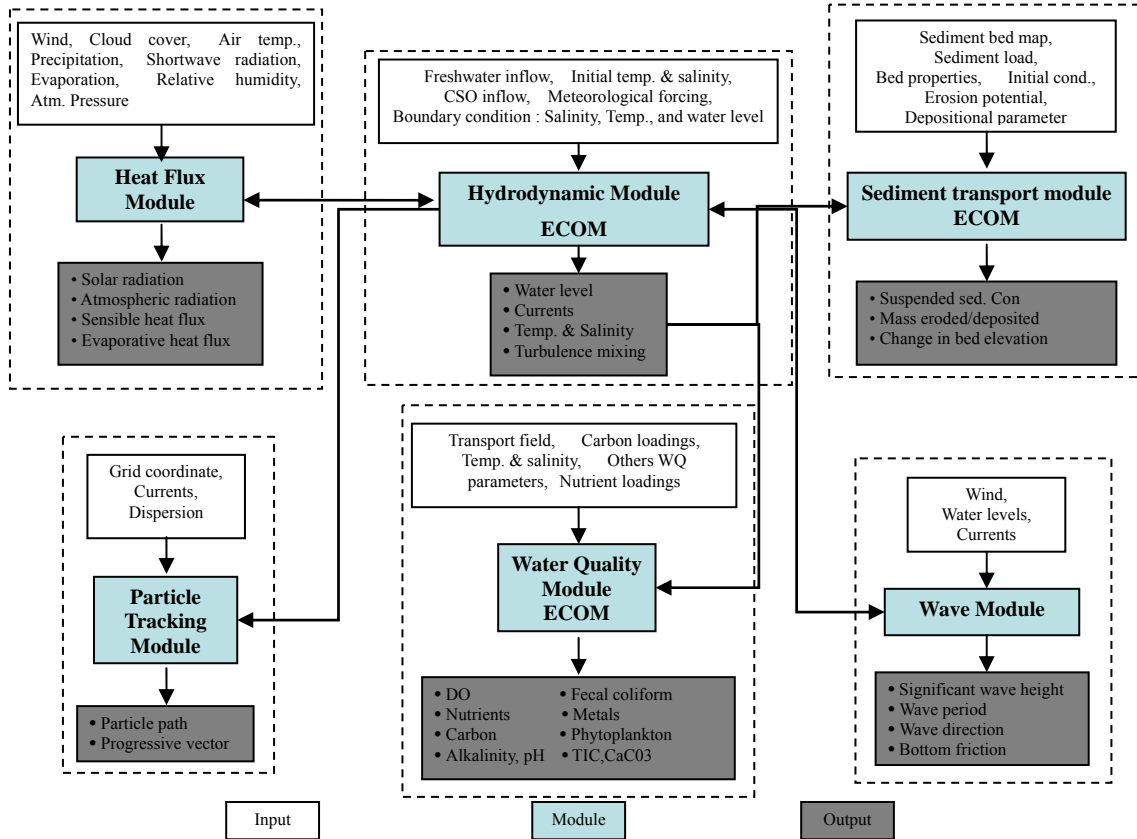 Wind, Cloud cover, Air temp.,
Precipitation, Shortwave radiation,
Evaporation, Relative humidity,
Atm. Pressure
Heat Flux
Module
• Solar radiation
• Atmospheric radiation
• Sensible heat flux
• Evaporative heat flux
Freshwater inflow, Initial temp. & salinity,
CSO inflow, Meteorological forcing,
Boundary condition : Salinity, Temp., and water level
Hydrodynamic Module
ECOM
• Water level
• Currents
• Temp. & Salinity
• Turbulence mixing
Sediment bed map,
Sediment load,
Bed properties, Initial cond.,
Erosion potential,
Depositional parameter
Sediment transport module
ECOM
• Suspended sed. Con
• Mass eroded/deposited
• Change in bed elevation
Grid coordinate,
Currents,
Dispersion
Particle
Tracking
Module
• Particle path
• Progressive vector
Transport field, Carbon loadings,
Temp. & salinity, Others WQ
parameters, Nutrient loadings
Water Quality
Module
ECOM
• DO • Fecal coliform
• Nutrients • Metals
• Carbon • Phytoplankton
• Alkalinity, pH • TIC,CaC03
Wind,
Water levels,
Currents
Wave Module
• Significant wave height
• Wave period
• Wave direction
• Bottom friction
Input
Module
Output